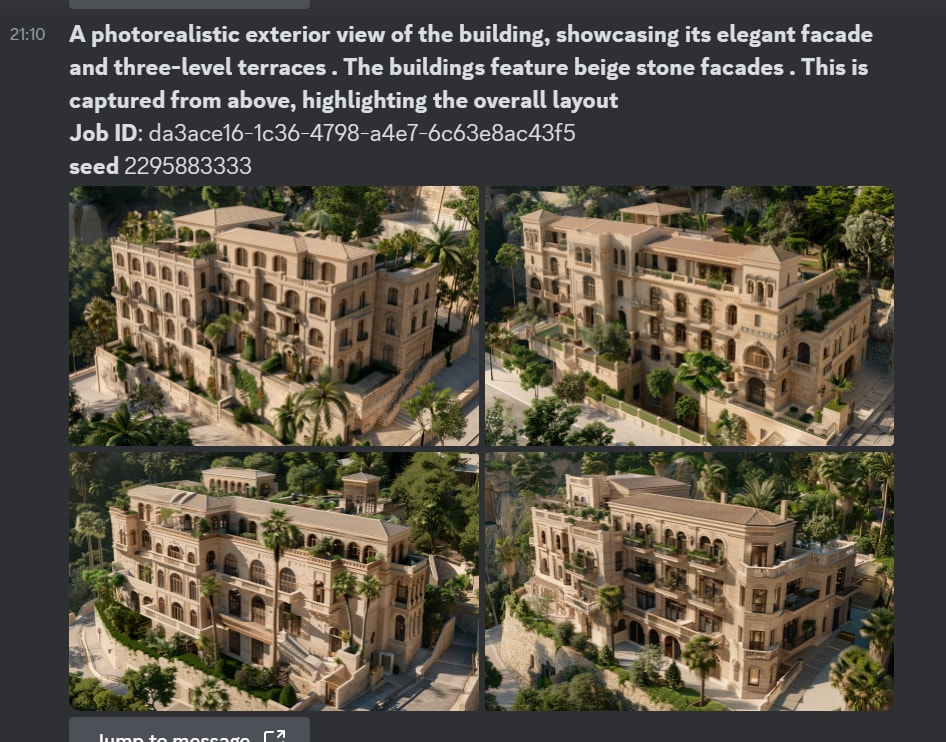 21:10
A photorealistic exterior view of the building, showcasing its elegant facade
and three-level terraces . The buildings feature beige stone facades . This is
captured from above, highlighting the overall layout
Job ID: da3ace16-1c36-4798-a4e7-6c63e8ac43f5
seed 2295883333
Jump to message